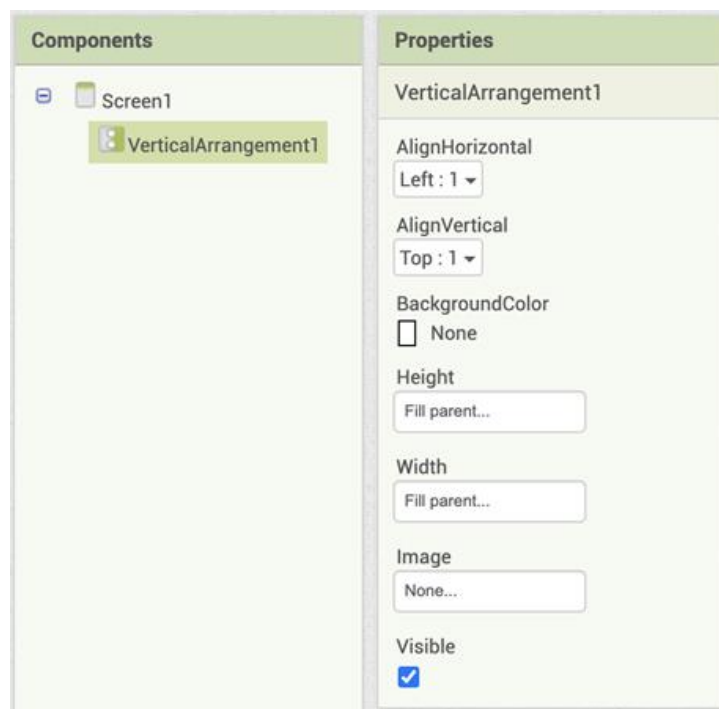 Components
Screen1
VerticalArrangement1
Properties
VerticalArrangement1
AlignHorizontal
Left : 1
AlignVertical
Top : 1
BackgroundColor
None
Height
Fill parent...
Width
Fill parent...
Image
None...
Visible